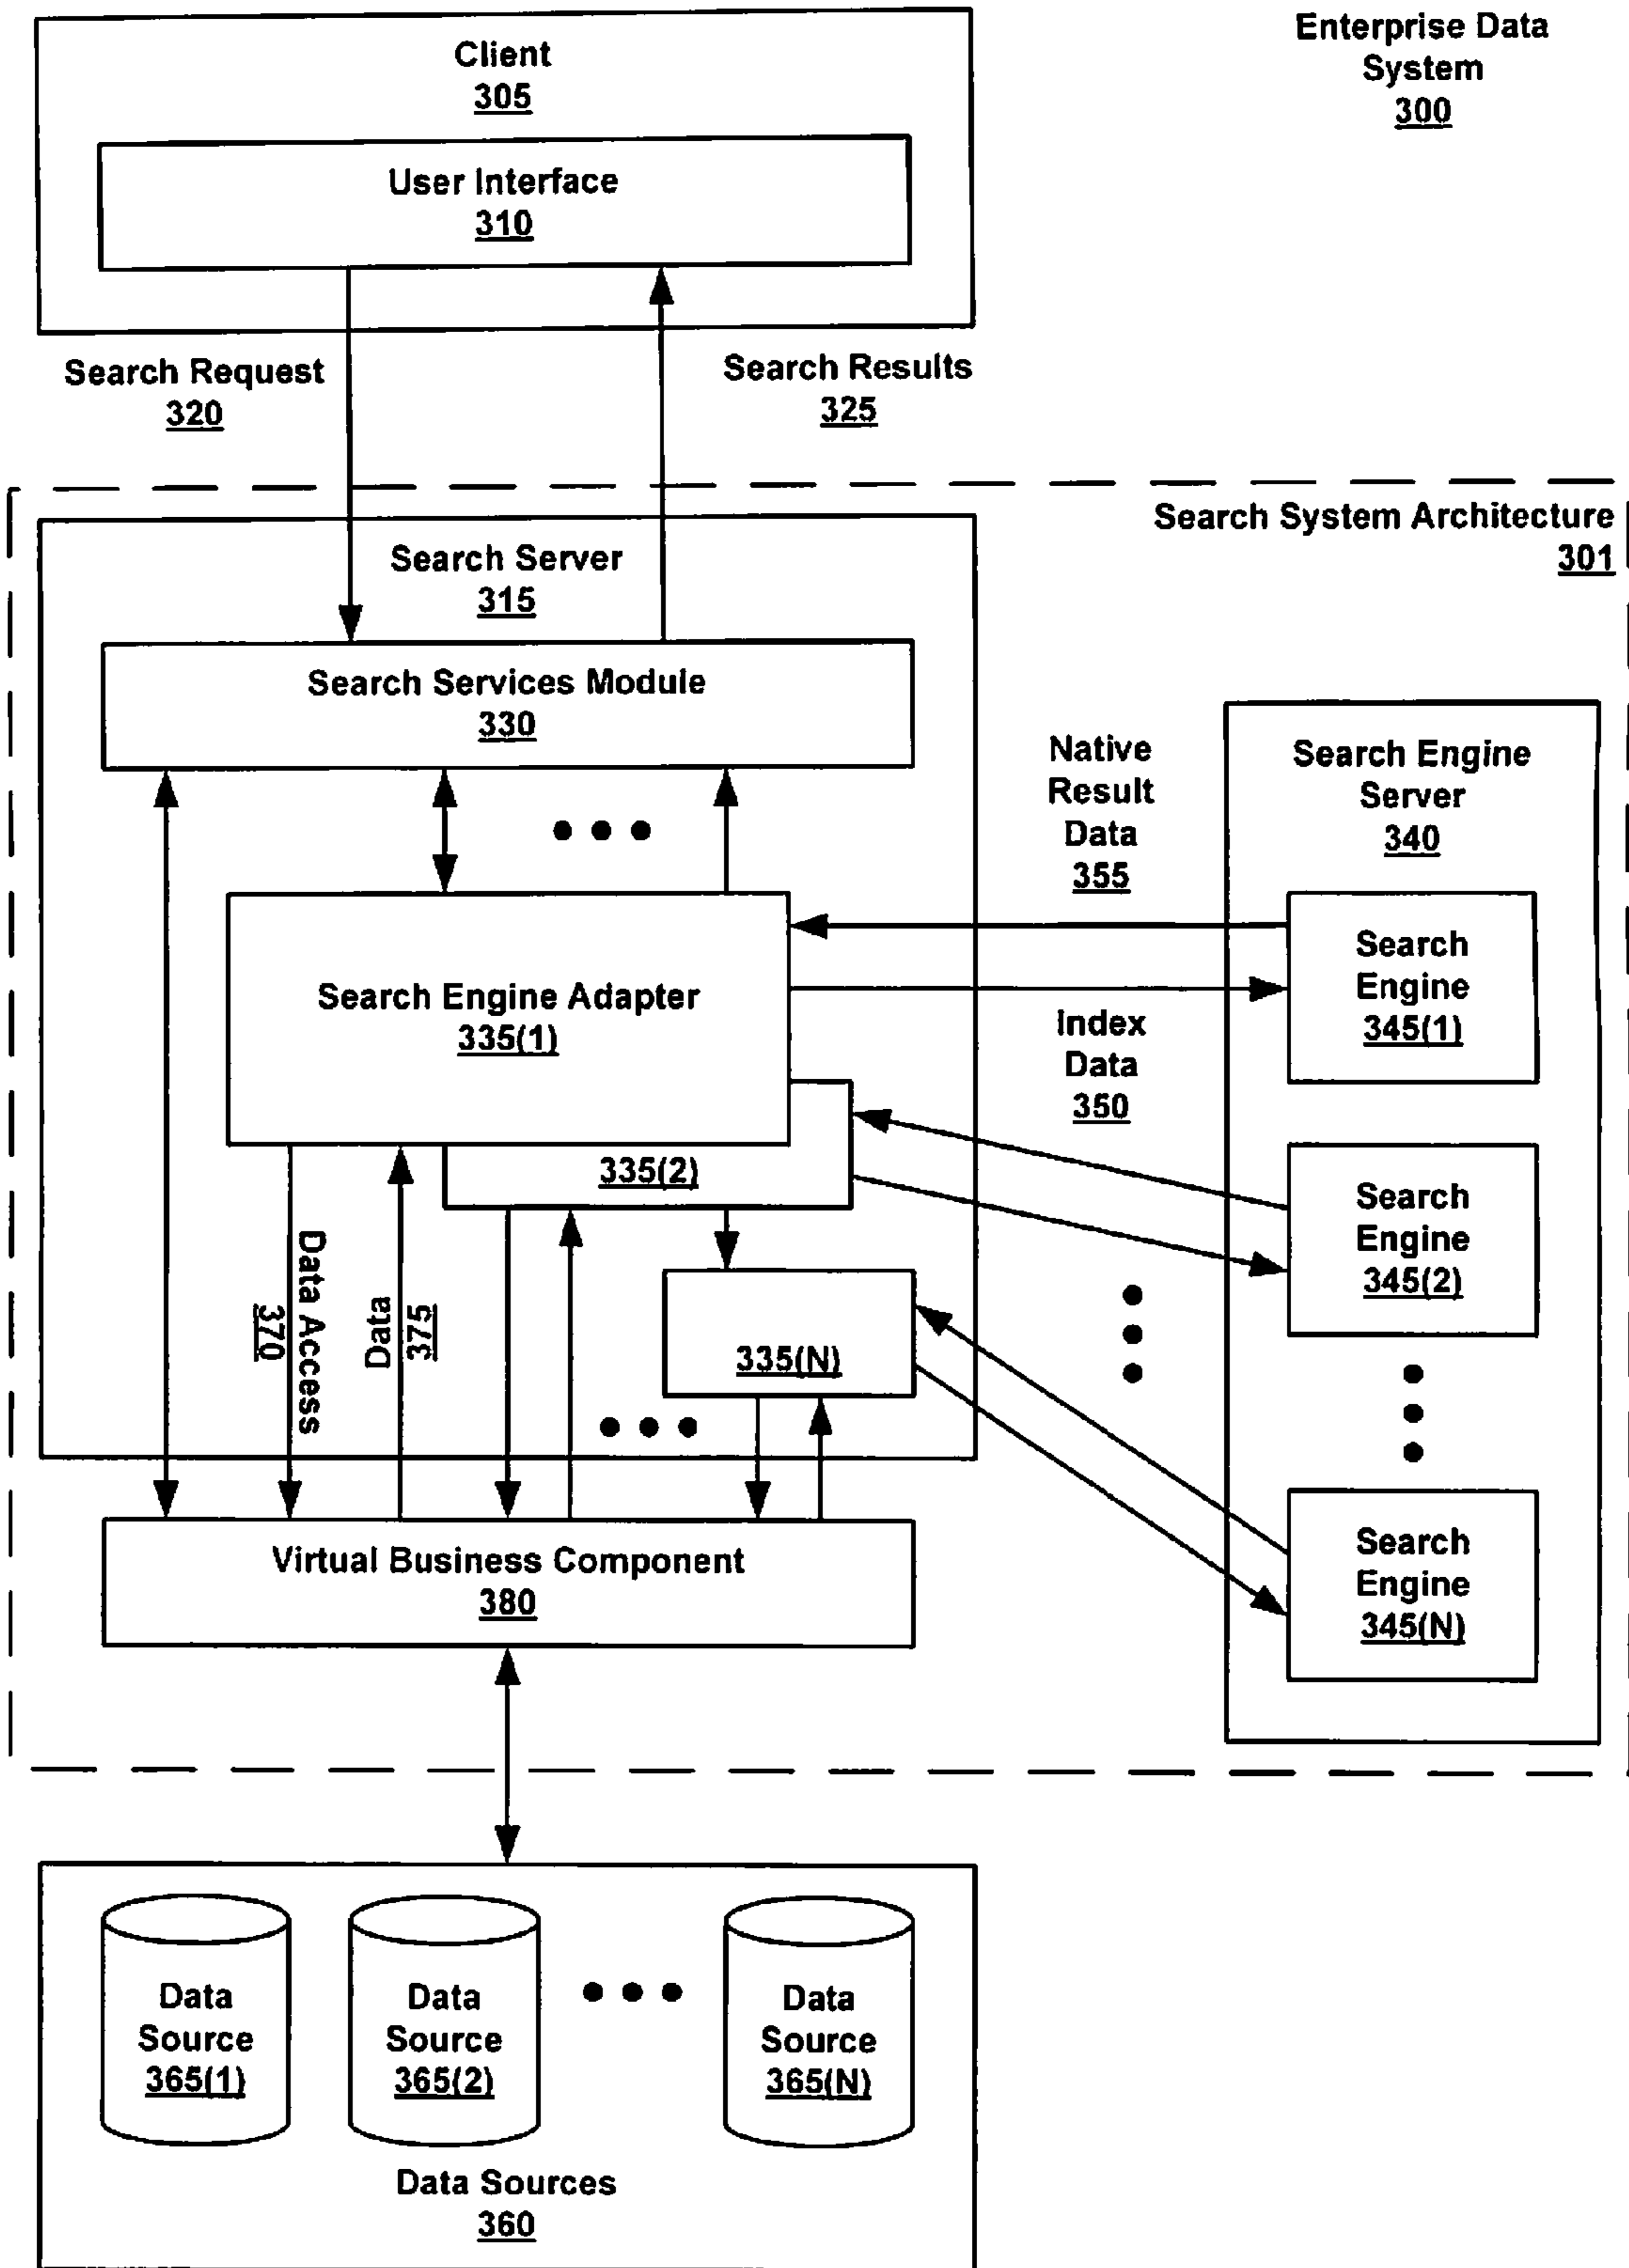 Enterprise Data
System
300
Client
305
User Interface
310
Search Request
320
Search Results
325
Search System Architecture
301
Search Server
315
Search Services Module
330
Native
Result
Data
355
Search Engine
Server
340
Search Engine Adapter
335(1)
Search
Engine
345(1)
Index
Data
350
335(2)
Search
Engine
345(2)
Data Access
370
Data
375
335(N)
Search
Engine
345(N)
Virtual Business Component
380
Data
Source
365(1)
Data
Source
365(2)
Data
Source
365(N)
Data Sources
360